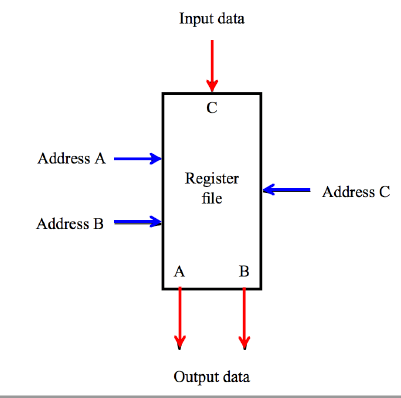 Input data
C
Address A
Register
file
Address C
Address B
A
B
Output data